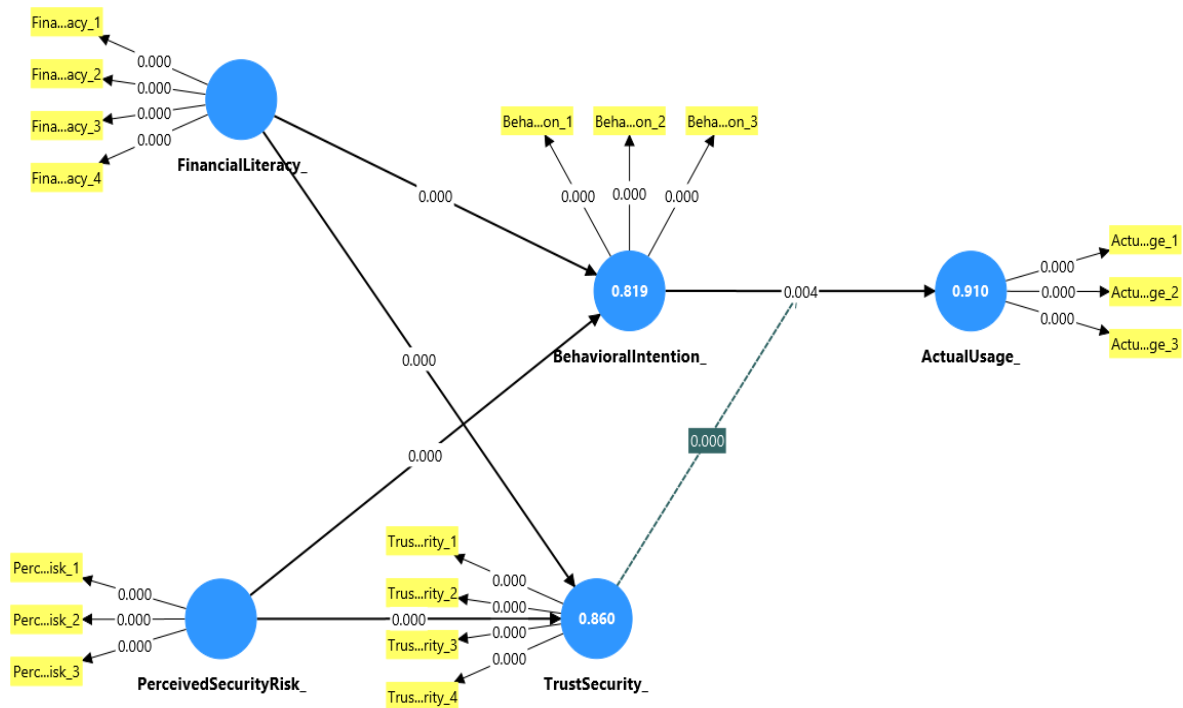 Fina...acy_1
0.000
Fina...acy_2
0.000
Fina...acy_3
0.000
Fina...acy_4
0.000
FinancialLiteracy_
Beha...on_1
Beha...on_2
Beha...on_3
0.000
0.000
0.000
0.000
0.819
BehavioralIntention_
0.004
0.910
ActualUsage_
Actu...ge_1
0.000
Actu...ge_2
0.000
Actu...ge_3
0.000
0.000
0.000
0.000
Perc...isk_1
0.000
Perc...isk_2
0.000
Perc...isk_3
0.000
PerceivedSecurityRisk_
0.000
Trus...rity_1
0.000
Trus...rity_2
0.000
Trus...rity_3
0.000
Trus...rity_4
0.000
0.860
TrustSecurity_